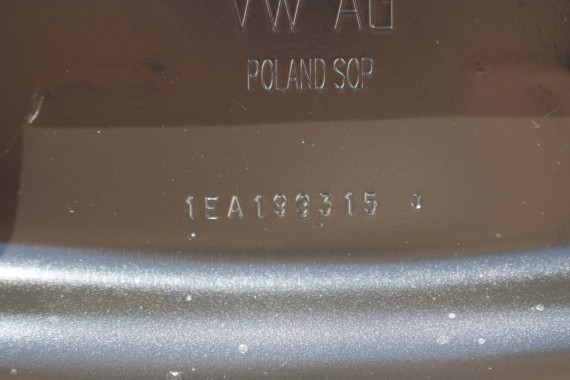 VW AG
POLAND SOP
1EA199315 J